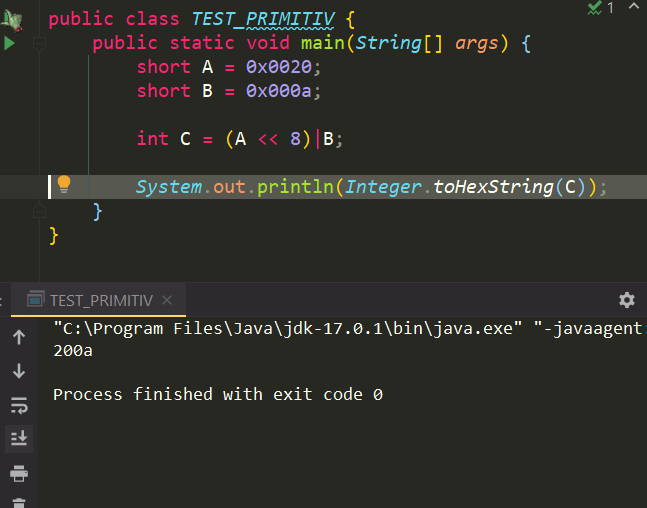 1
public class TEST_PRIMITIV {
public static void main(String[] args) {
short A = 0x0020;
short B = 0x000a;
int C = (A << 8)|B;
System.out.println(Integer.toHexString(C));
}
}
: TEST_PRIMITIV ×
"C:\Program Files\Java\jdk-17.0.1\bin\java.exe" "-javaagent:
200a
Process finished with exit code 0